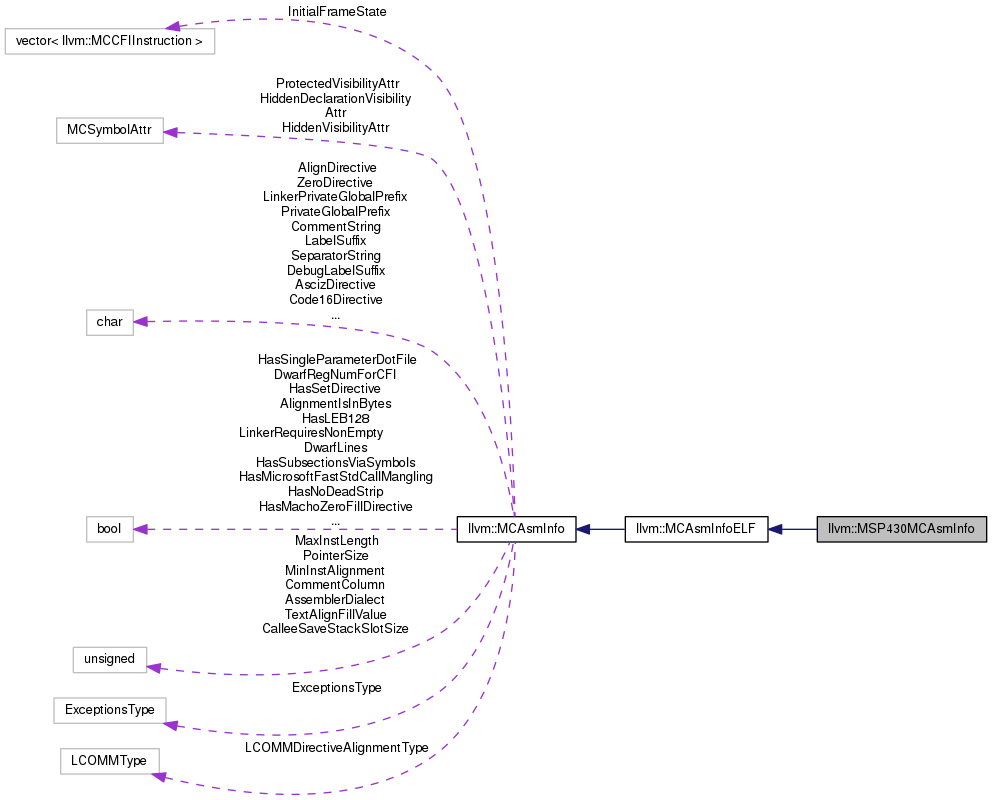 InitialFrameState
vector< llvm::MCCFIInstruction >
ProtectedVisibilityAttr
HiddenDeclarationVisibility
Attr
HiddenVisibilityAttr
MCSymbolAttr
AlignDirective
ZeroDirective
LinkerPrivateGlobalPrefix
PrivateGlobalPrefix
CommentString
LabelSuffix
SeparatorString
DebugLabelSuffix
AscizDirective
Code16Directive
...
char
HasSingleParameterDotFile
DwarfRegNumForCFI
HasSetDirective
AlignmentIsInBytes
HasLEB128
LinkerRequiresNonEmpty
DwarfLines
HasSubsectionsViaSymbols
HasMicrosoftFastStdCallMangling
HasNoDeadStrip
HasMachoZeroFillDirective
...
bool
llvm::MCAsmInfo
llvm::MCAsmInfoELF
llvm::MSP430MCAsmInfo
MaxInstLength
PointerSize
MinInstAlignment
CommentColumn
AssemblerDialect
TextAlignFillValue
CalleeSaveStackSlotSize
unsigned
ExceptionsType
ExceptionsType
LCOMMDirectiveAlignmentType
LCOMMType